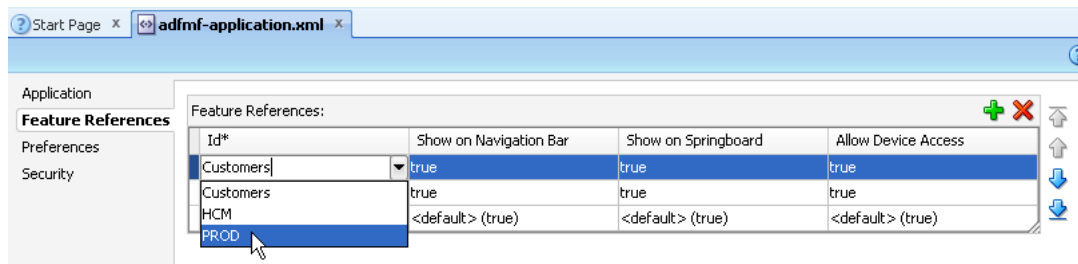 Start Page x adfmf-application.xml x
Application
Feature References
Preferences
Security
Feature References:
Id* Show on Navigation Bar Show on Springboard Allow Device Access
Customers true true true
Customers true true true
HCM <default> (true) <default> (true) <default> (true)
PROD